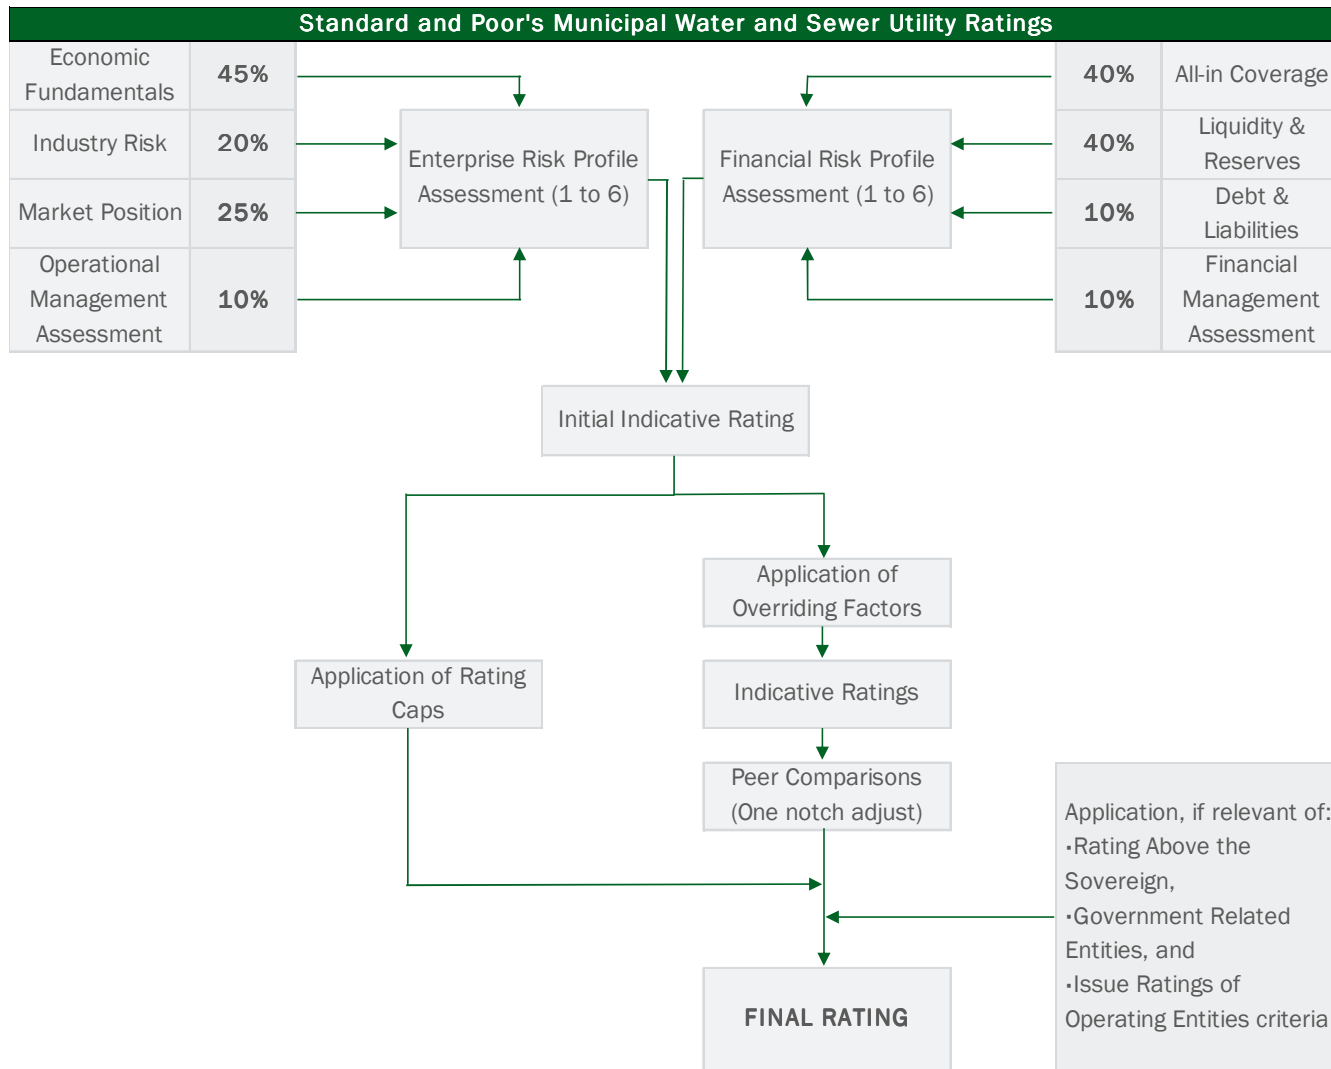 Standard and Poor's Municipal Water and Sewer Utility Ratings
Economic
Fundamentals
45%
Industry Risk
20%
Market Position
25%
Operational
Management
Assessment
10%
Enterprise Risk Profile
Assessment (1 to 6)
Financial Risk Profile
Assessment (1 to 6)
40%
All-in Coverage
40%
Liquidity &
Reserves
10%
Debt &
Liabilities
10%
Financial
Management
Assessment
Initial Indicative Rating
Application of
Overriding Factors
Application of Rating
Caps
Indicative Ratings
Peer Comparisons
(One notch adjust)
Application, if relevant of:
·Rating Above the
Sovereign,
·Government Related
Entities, and
·Issue Ratings of
Operating Entities criteria
FINAL RATING